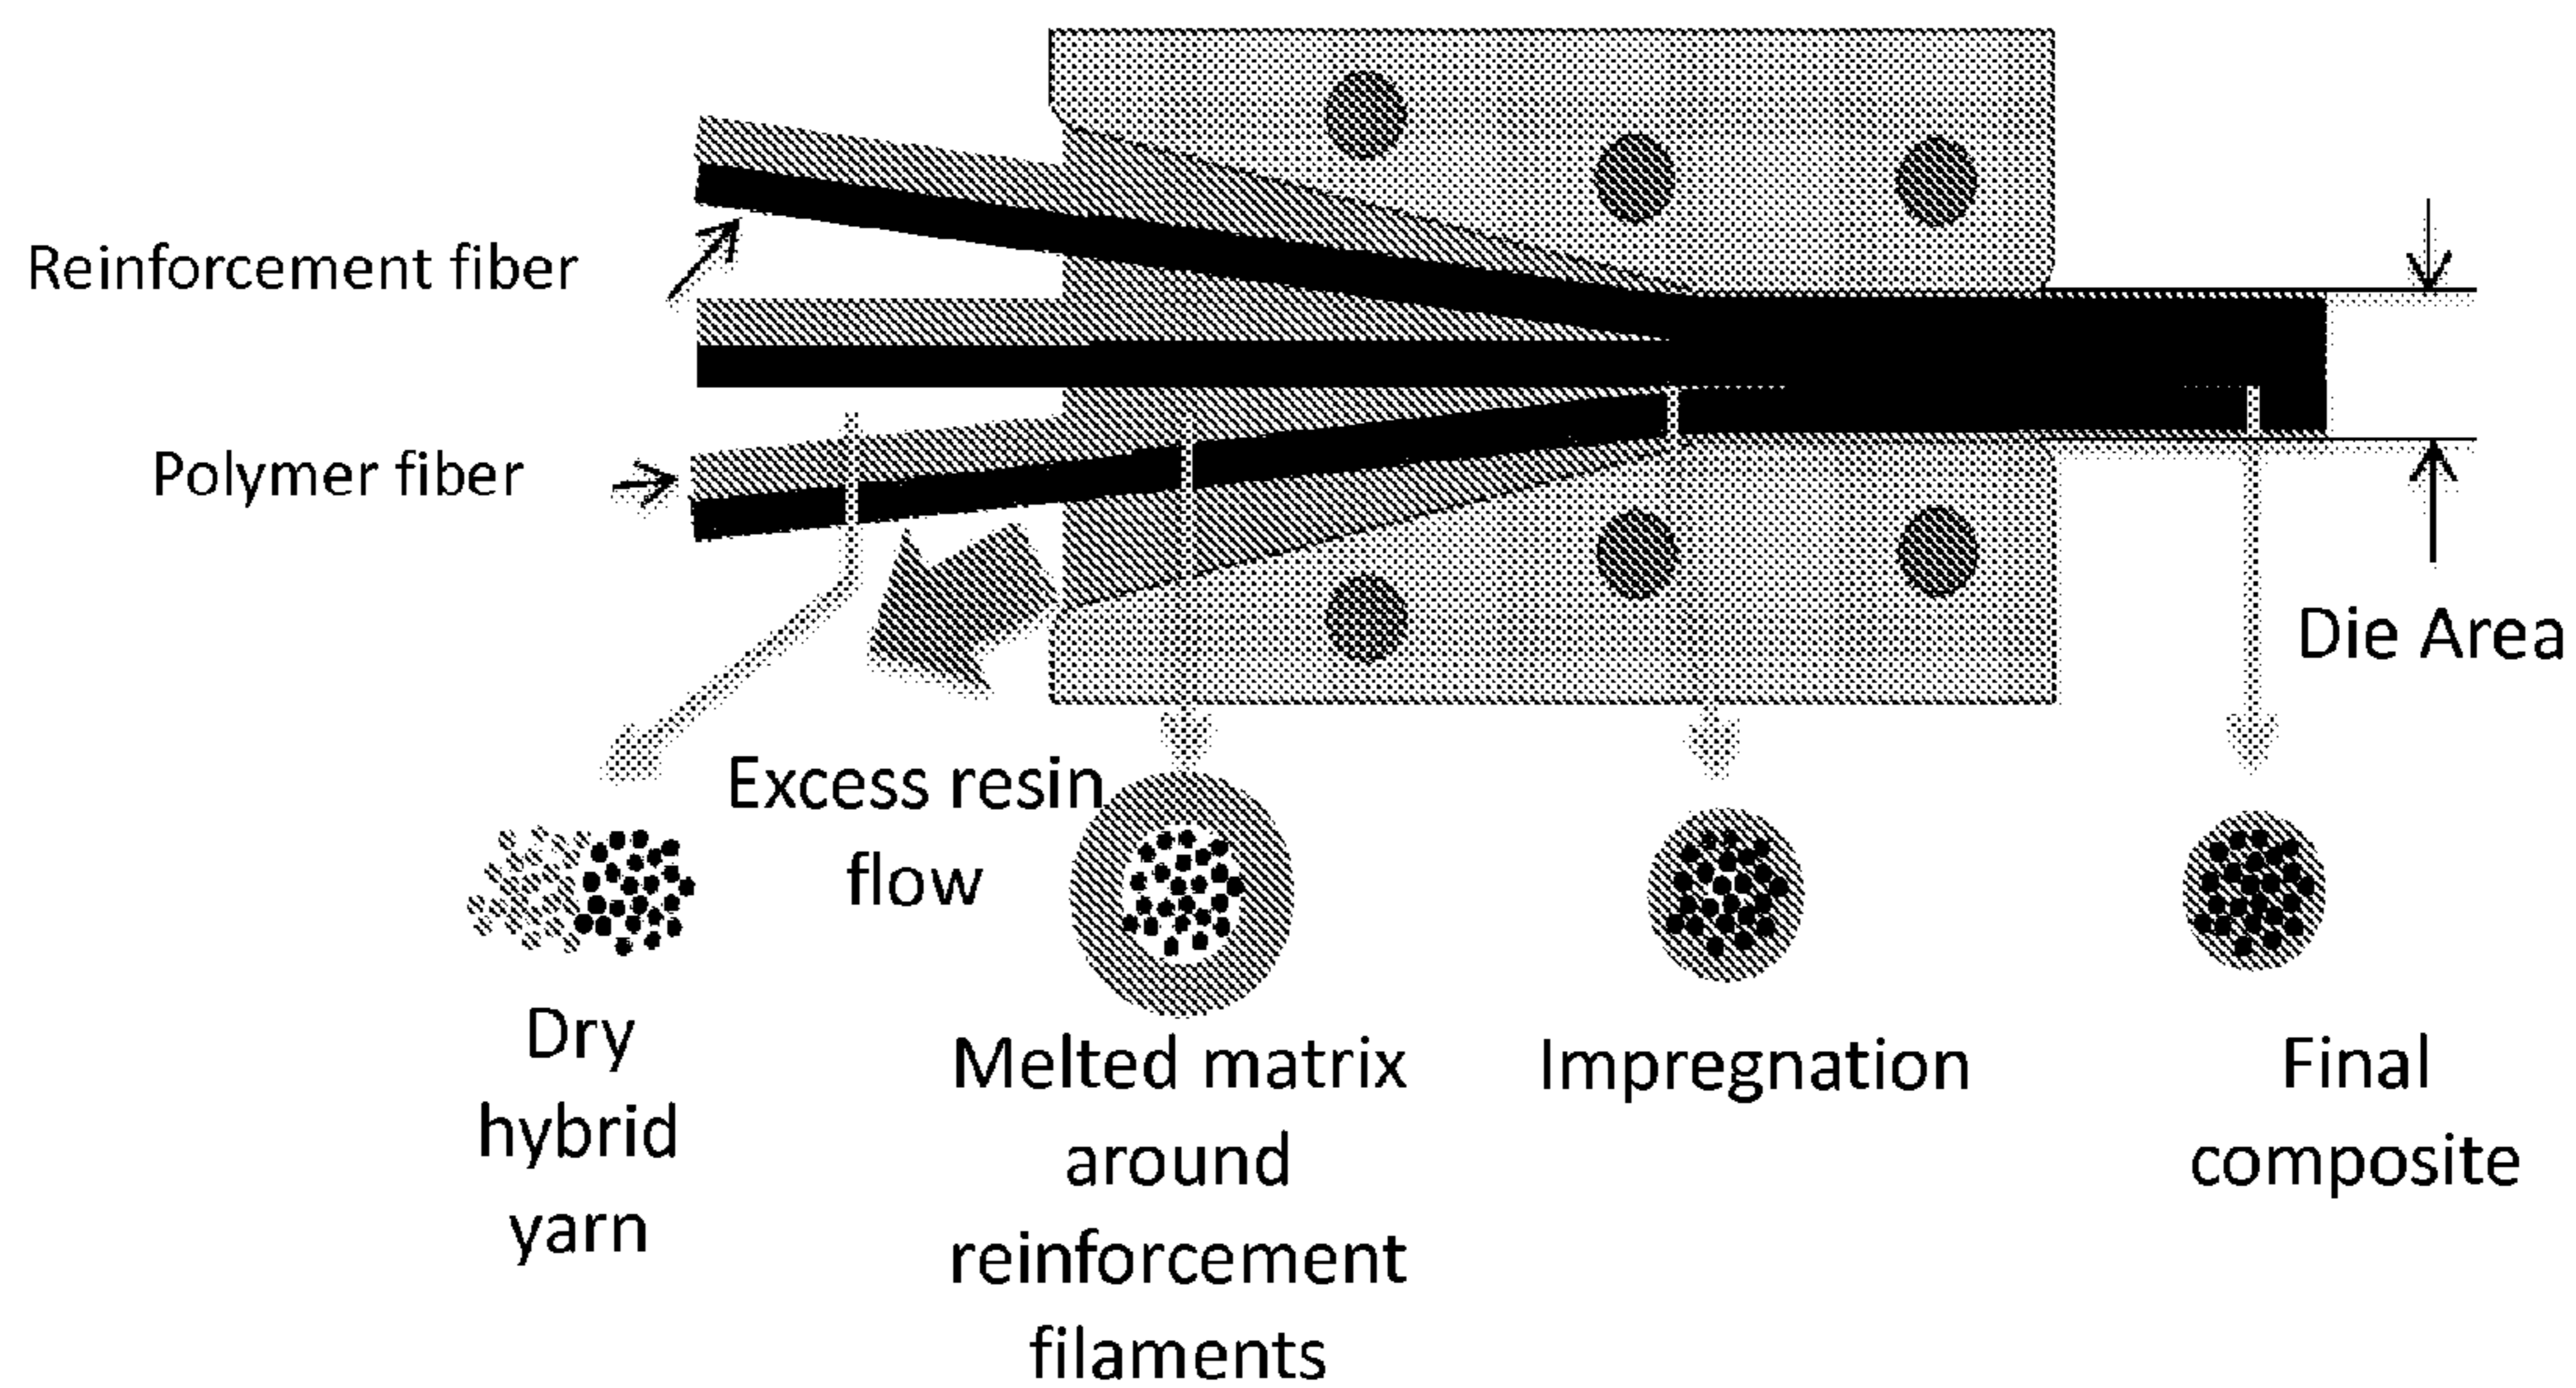 Reinforcement fiber
Polymer fiber
Die Area
Excess resin
flow
Dry
hybrid
yarn
Melted matrix
around
reinforcement
filaments
Impregnation
Final
composite